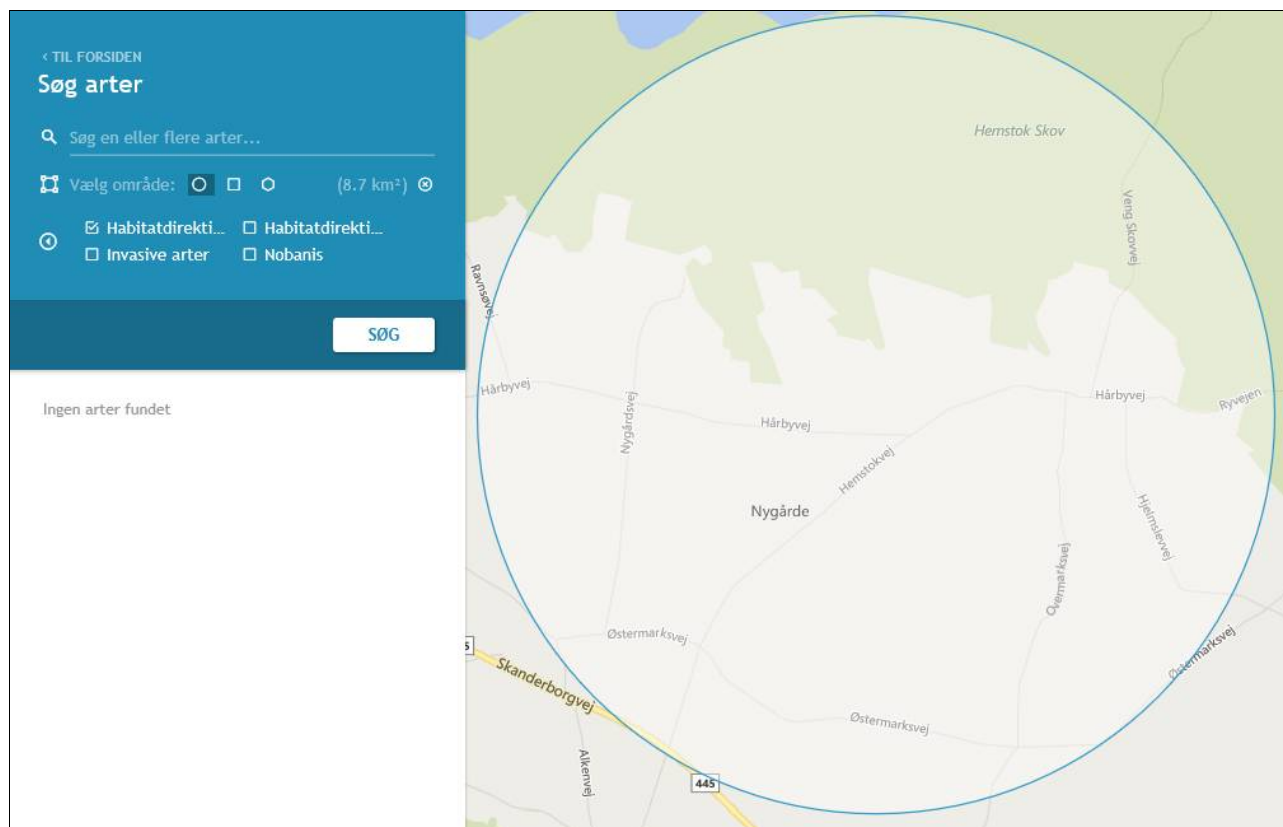 ‹ TIL FORSIDEN
Søg arter
Søg en eller flere arter...
Vælg område: (8.7 km²)
Habitatdirekti... Habitatdirekti...
Invasive arter Nobanis
SØG
Ingen arter fundet
Hemstok Skov
Veng Skovvej
Ravnsøvej
Hårbyvej
Nygårdsvej
Hårbyvej
Hårbyvej
Ryvejen
Hemstokvej
Nygårde
Hjelmslevvej
Overmarksvej
Østermarksvej
Østermarksvej
5
Skanderborgvej
Østermarksvej
Alkenvej
445